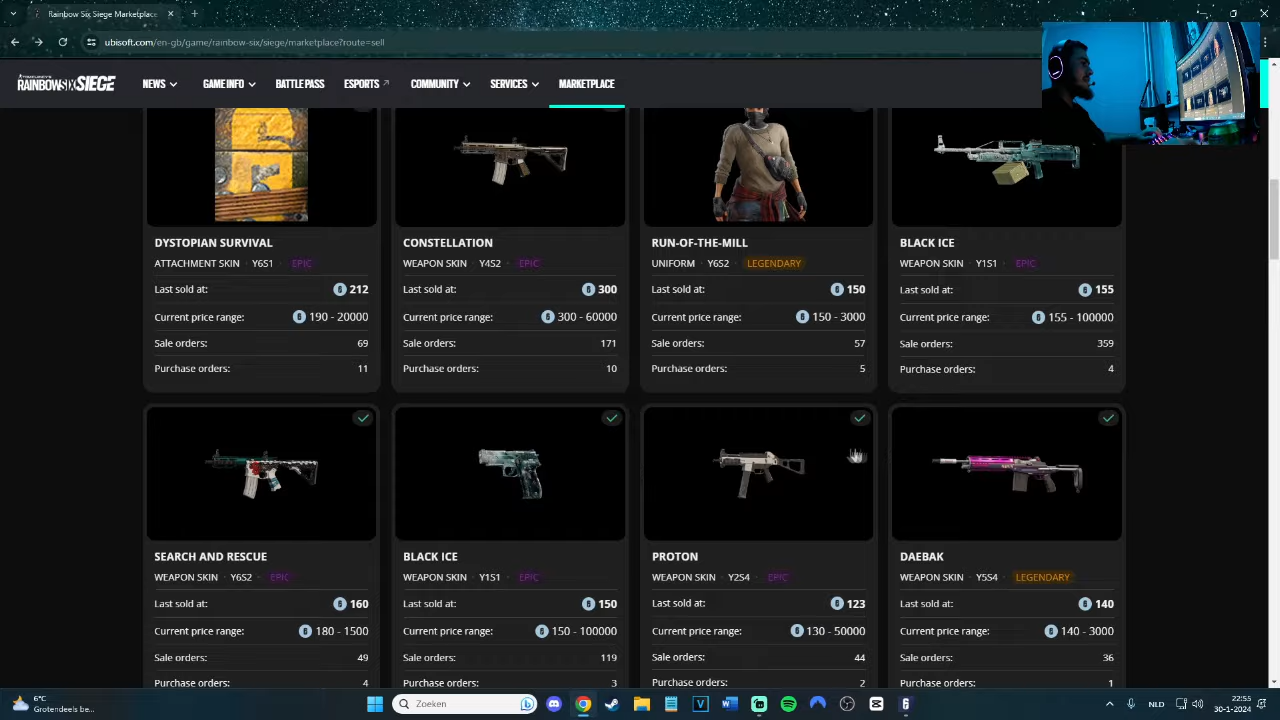 Rainbow Six Siege Marketplace
ubisoft.com/en-gb/game/rainbow-six/siege/marketplace?route=sell
RAINBOWSIX SIEGE
NEWS
GAME INFO
BATTLE PASS
ESPORTS
COMMUNITY
SERVICES
MARKETPLACE
DYSTOPIAN SURVIVAL
ATTACHMENT SKIN · Y6S1 · EPIC
Last sold at: 212
Current price range: 190 - 20000
Sale orders: 69
Purchase orders: 11
CONSTELLATION
WEAPON SKIN · Y4S2 · EPIC
Last sold at: 300
Current price range: 300 - 60000
Sale orders: 171
Purchase orders: 10
RUN-OF-THE-MILL
UNIFORM · Y6S2 · LEGENDARY
Last sold at: 150
Current price range: 150 - 3000
Sale orders: 57
Purchase orders: 5
BLACK ICE
WEAPON SKIN · Y1S1 · EPIC
Last sold at: 155
Current price range: 155 - 100000
Sale orders: 359
Purchase orders: 4
SEARCH AND RESCUE
WEAPON SKIN · Y6S2 · EPIC
Last sold at: 160
Current price range: 180 - 1500
Sale orders: 49
Purchase orders: 4
BLACK ICE
WEAPON SKIN · Y1S1 · EPIC
Last sold at: 150
Current price range: 150 - 100000
Sale orders: 119
Purchase orders: 3
PROTON
WEAPON SKIN · Y2S4 · EPIC
Last sold at: 123
Current price range: 130 - 50000
Sale orders: 44
Purchase orders: 2
DAEBAK
WEAPON SKIN · Y5S4 · LEGENDARY
Last sold at: 140
Current price range: 140 - 3000
Sale orders: 36
Purchase orders: 1
6°C
Grotendeels be...
Zoeken
NLD
22:55
30-1-2024